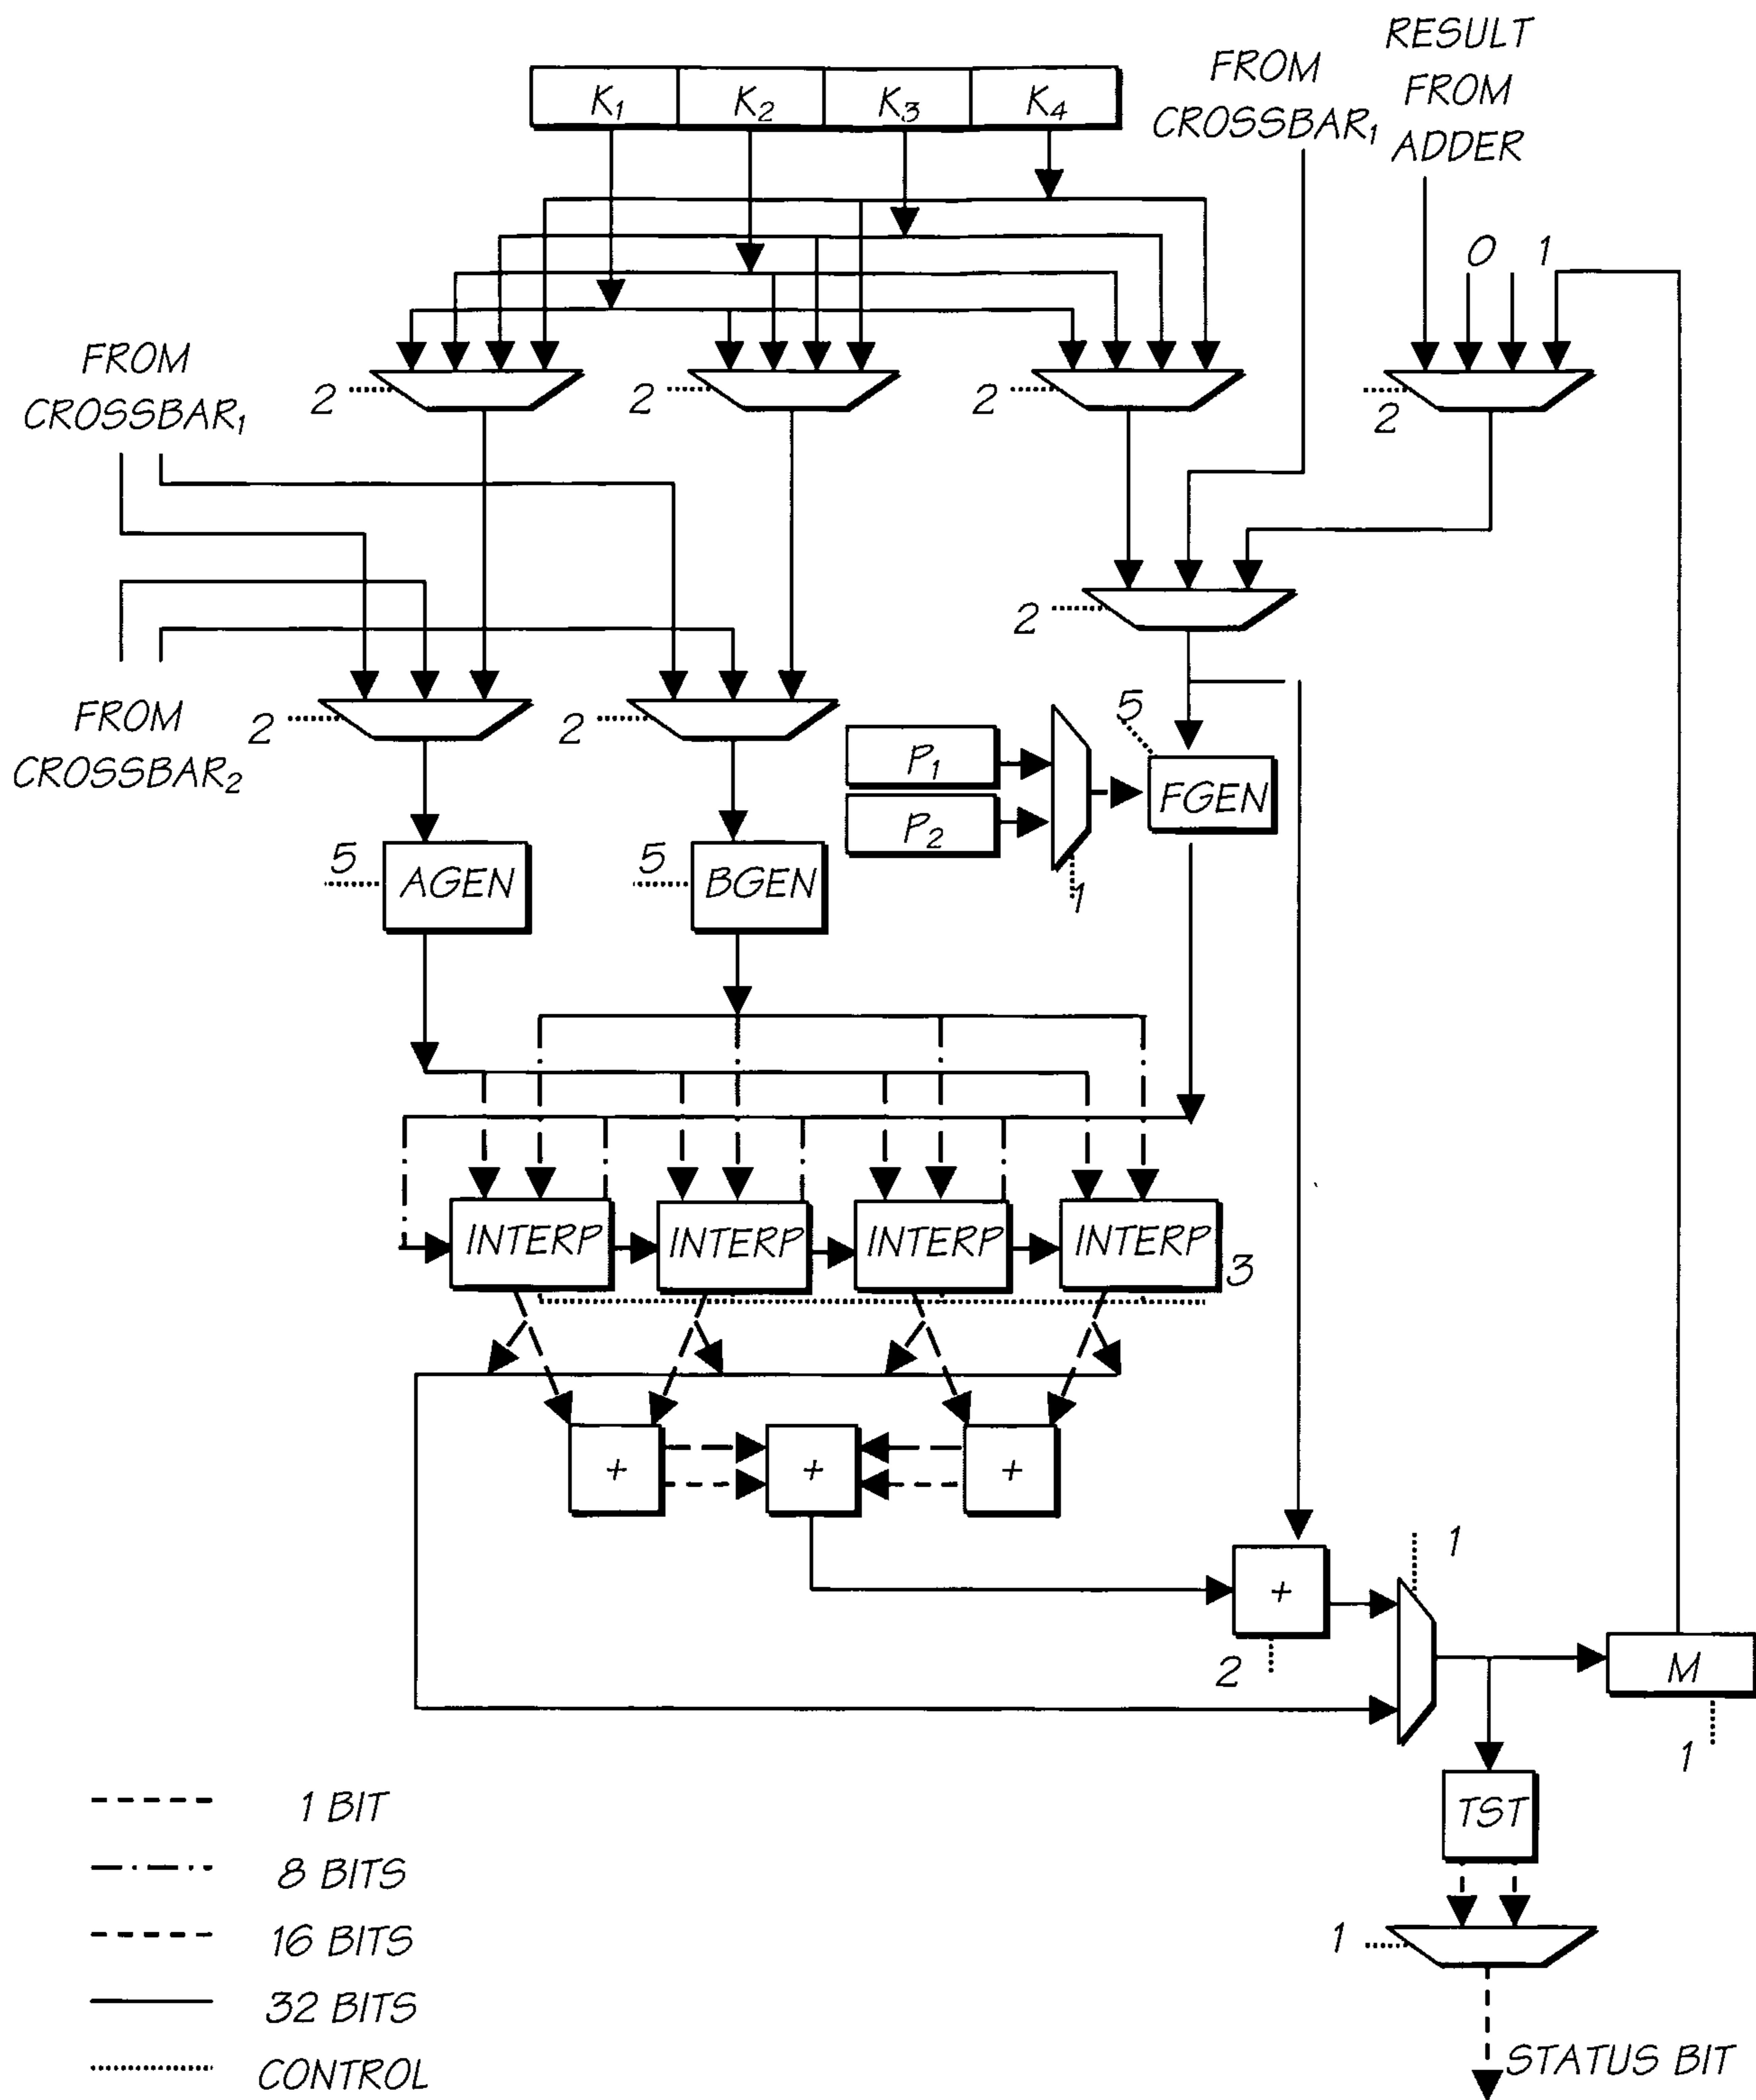 RESULT
FROM
ADDER
FROM
CROSSBAR₁
K₁ K₂ K₃ K₄
0 1
FROM
CROSSBAR₁
2 2 2 2
2
FROM
CROSSBAR₂
2 2
P₁
P₂
5
FGEN
1
5 AGEN
5 BGEN
INTERP INTERP INTERP INTERP 3
+ + +
1
+
2
M
1
TST
1
1 BIT
8 BITS
16 BITS
32 BITS
CONTROL
STATUS BIT